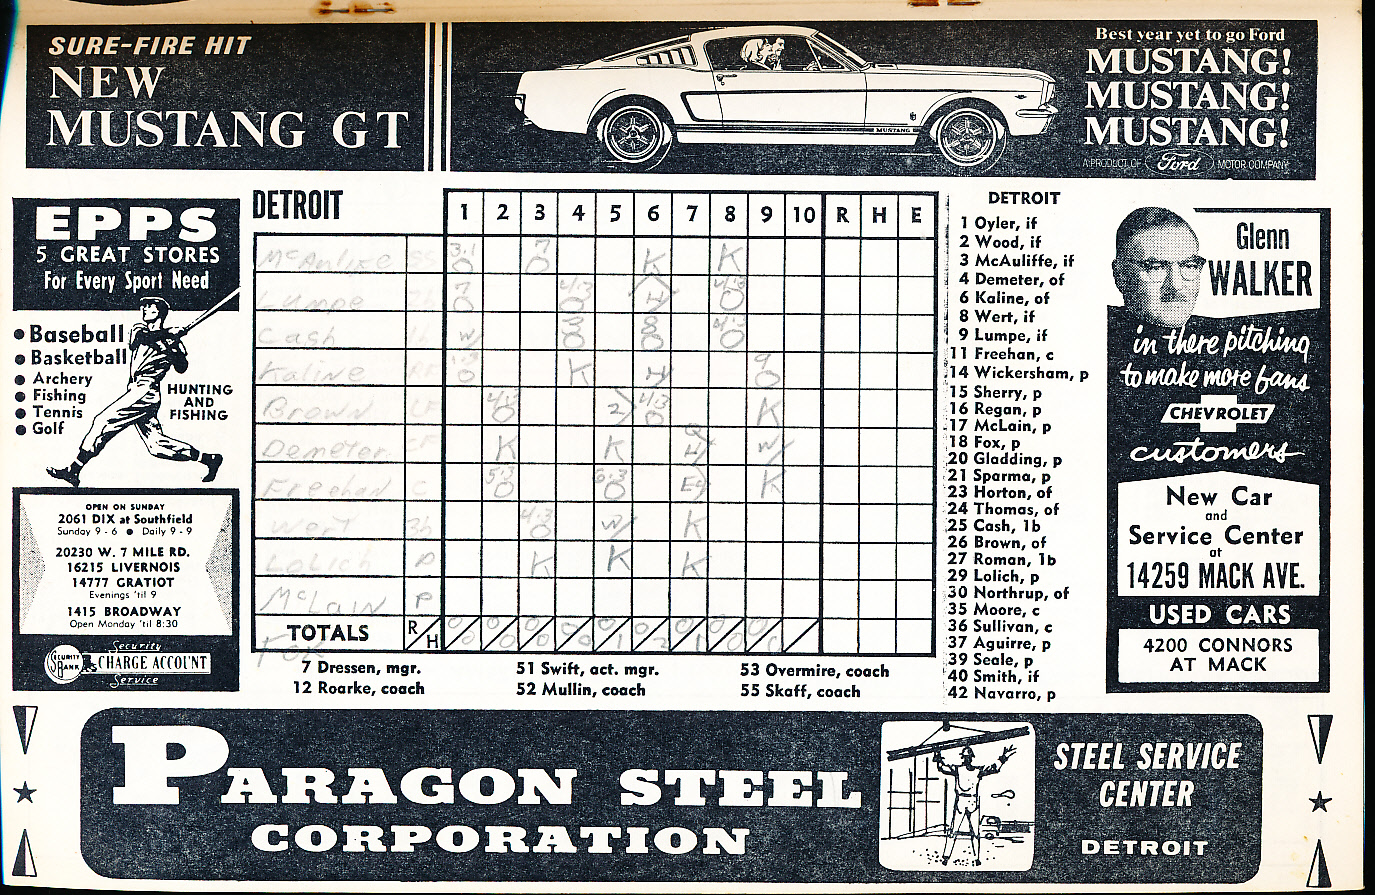 SURE-FIRE HIT
NEW
MUSTANG GT
MUSTANG
Best year yet to go Ford
MUSTANG!
MUSTANG!
MUSTANG!
A PRODUCT OF Ford MOTOR COMPANY
EPPS
5 GREAT STORES
For Every Sport Need
• Baseball
• Basketball
• Archery
• Fishing
• Tennis
• Golf
HUNTING
AND
FISHING
OPEN ON SUNDAY
2061 DIX at Southfield
Sunday 9 - 6 • Daily 9 - 9
20230 W. 7 MILE RD.
16215 LIVERNOIS
14777 GRATIOT
Evenings 'til 9
1415 BROADWAY
Open Monday 'til 8:30
Security
SECURITY BANK CHARGE ACCOUNT
Service
DETROIT 1 2 3 4 5 6 7 8 9 10 R H E
McAuliffe SS K K
Lumpe 2b
Cash 1b W
Kaline RF K
Brown LF K
Demeter CF K K W
Freehan C K
Wert 3b W K
Lolich P K K K
McLain P
TOTALS R/H
Fox
7 Dressen, mgr. 51 Swift, act. mgr. 53 Overmire, coach
12 Roarke, coach 52 Mullin, coach 55 Skaff, coach
DETROIT
1 Oyler, if
2 Wood, if
3 McAuliffe, if
4 Demeter, of
6 Kaline, of
8 Wert, if
9 Lumpe, if
11 Freehan, c
14 Wickersham, p
15 Sherry, p
16 Regan, p
17 McLain, p
18 Fox, p
20 Gladding, p
21 Sparma, p
23 Horton, of
24 Thomas, of
25 Cash, 1b
26 Brown, of
27 Roman, 1b
29 Lolich, p
30 Northrup, of
35 Moore, c
36 Sullivan, c
37 Aguirre, p
39 Seale, p
40 Smith, if
42 Navarro, p
Glenn
WALKER
in there pitching
to make more fans
CHEVROLET
customers
New Car
and
Service Center
at
14259 MACK AVE.
USED CARS
4200 CONNORS
AT MACK
PARAGON STEEL
CORPORATION
STEEL SERVICE
CENTER
DETROIT